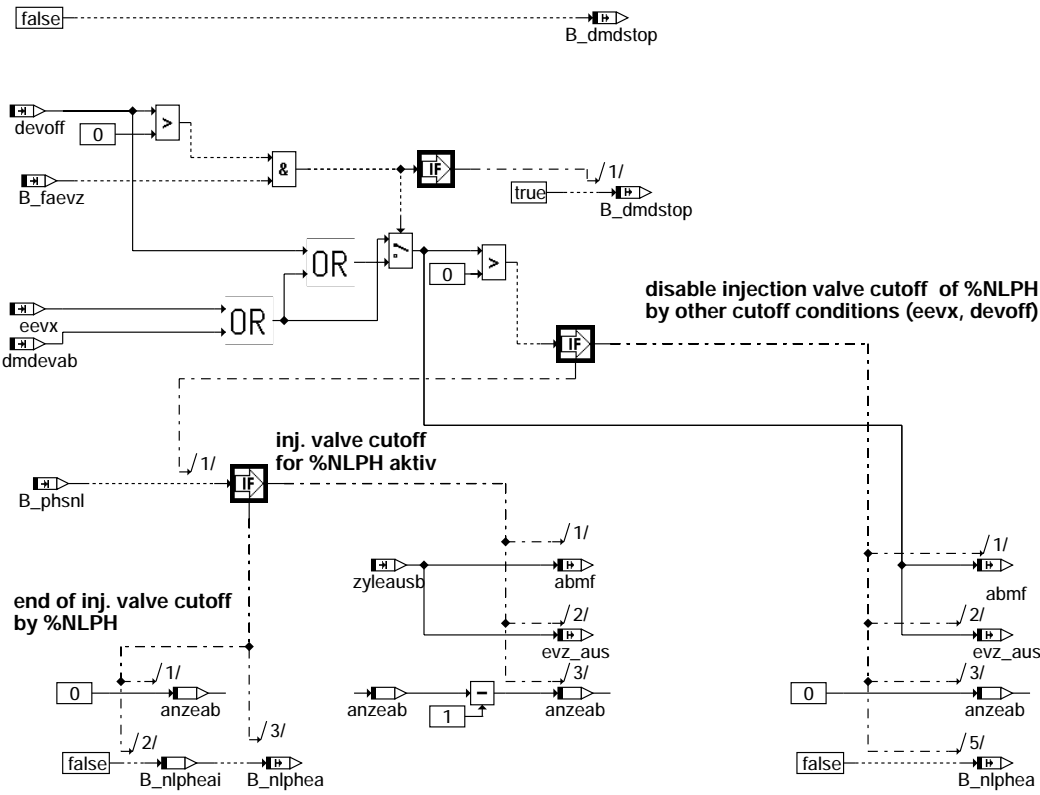 false
B_dmdstop
devoff
0
>
B_faevz
&
IF
/1/
true
B_dmdstop
OR
0
>
eevx
dmdevab
OR
disable injection valve cutoff of %NLPH
by other cutoff conditions (eevx, devoff)
IF
/1/
inj. valve cutoff
for %NLPH aktiv
B_phsnl
IF
/1/
zyleausb
abmf
/2/
evz_aus
/3/
anzeab
1
–
anzeab
end of inj. valve cutoff
by %NLPH
/1/
0
anzeab
/2/
false
B_nlpheai
/3/
B_nlphea
/1/
abmf
/2/
evz_aus
/3/
0
anzeab
/5/
false
B_nlphea